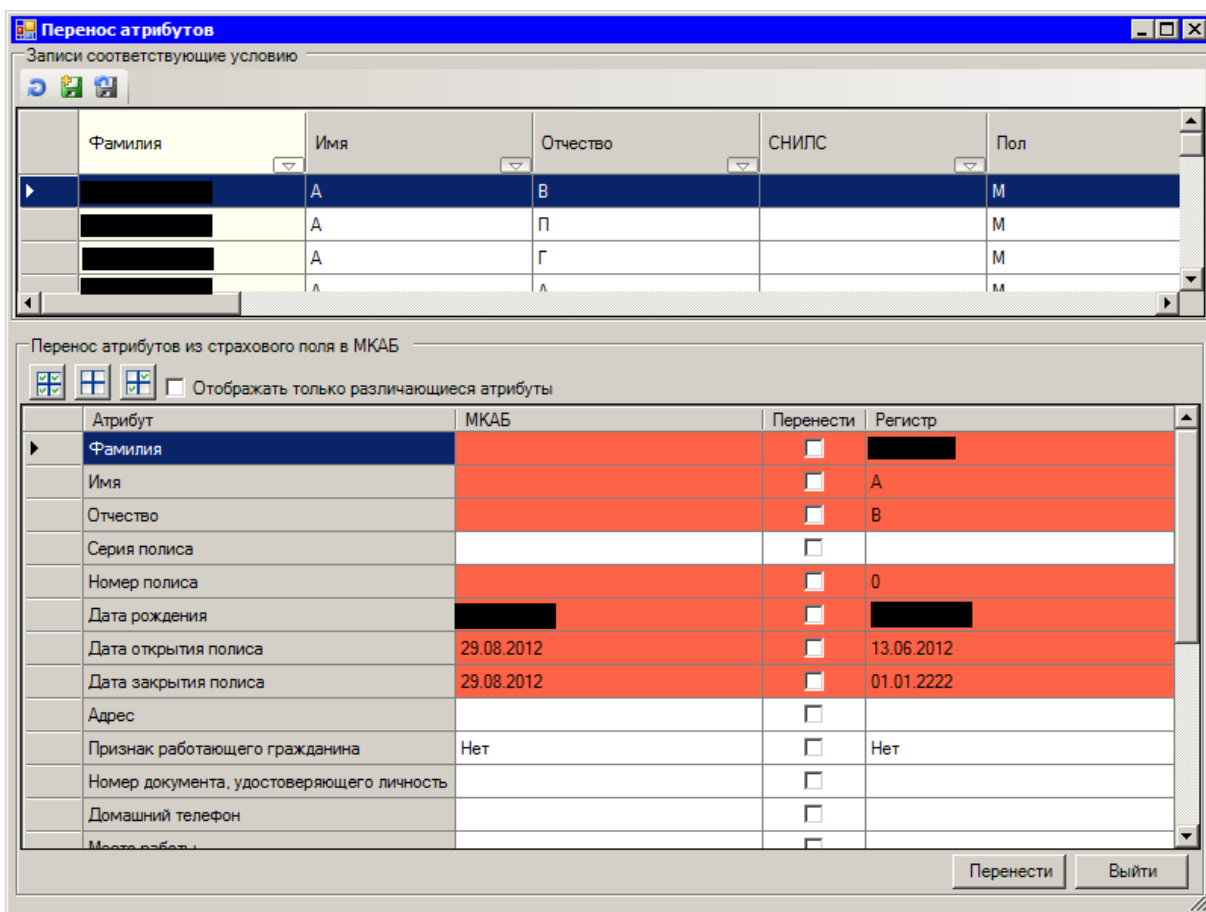 Перенос атрибутов
Записи соответствующие условию
Фамилия Имя Отчество СНИЛС Пол
А В М
А П М
А Г М
А А М
Перенос атрибутов из страхового поля в МКАБ
Отображать только различающиеся атрибуты
Атрибут МКАБ Перенести Регистр
Фамилия
Имя А
Отчество В
Серия полиса
Номер полиса 0
Дата рождения
Дата открытия полиса 29.08.2012 13.06.2012
Дата закрытия полиса 29.08.2012 01.01.2222
Адрес
Признак работающего гражданина Нет Нет
Номер документа, удостоверяющего личность
Домашний телефон
Место работы
Перенести Выйти